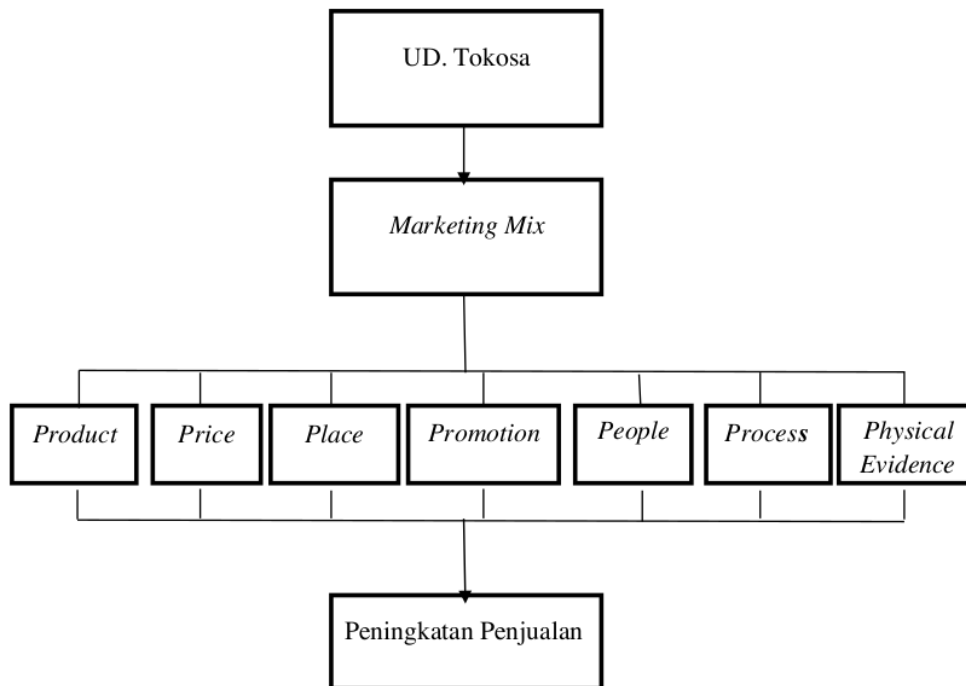 UD. Tokosa
Marketing Mix
Product
Price
Place
Promotion
People
Process
Physical
Evidence
Peningkatan Penjualan